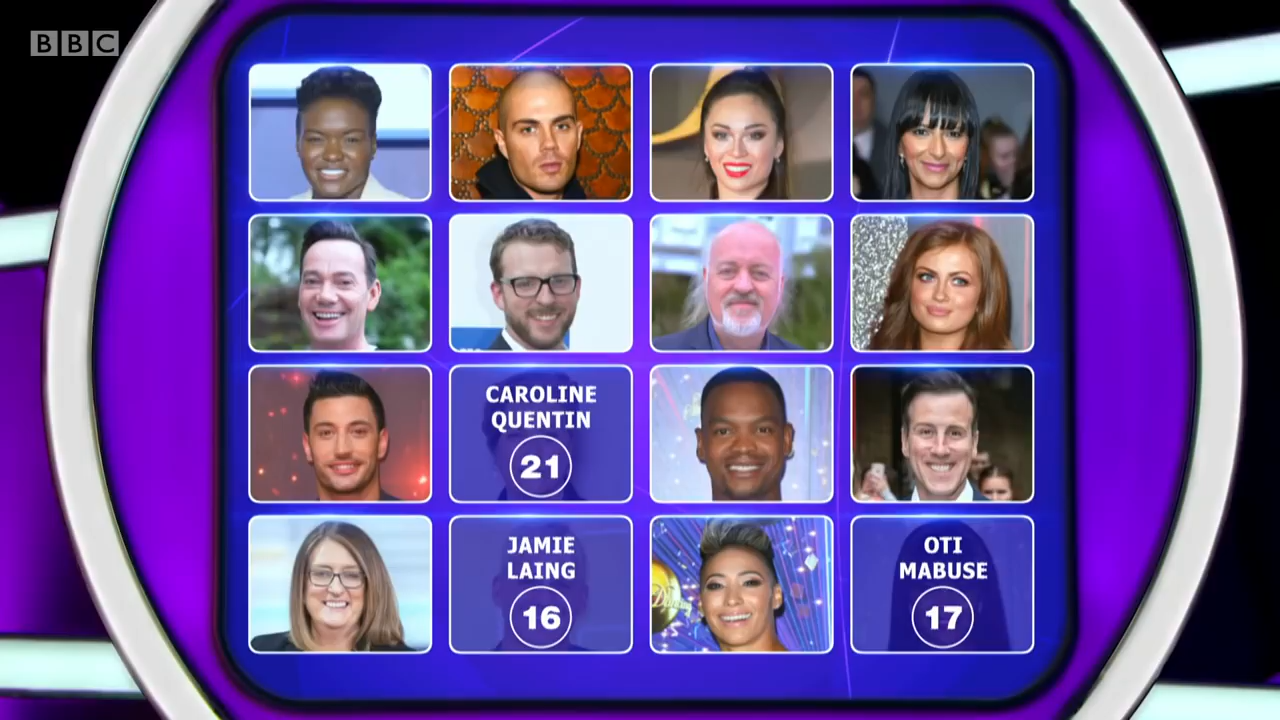 BBC
CAROLINE
QUENTIN
21
JAMIE
LAING
16
OTI
MABUSE
17